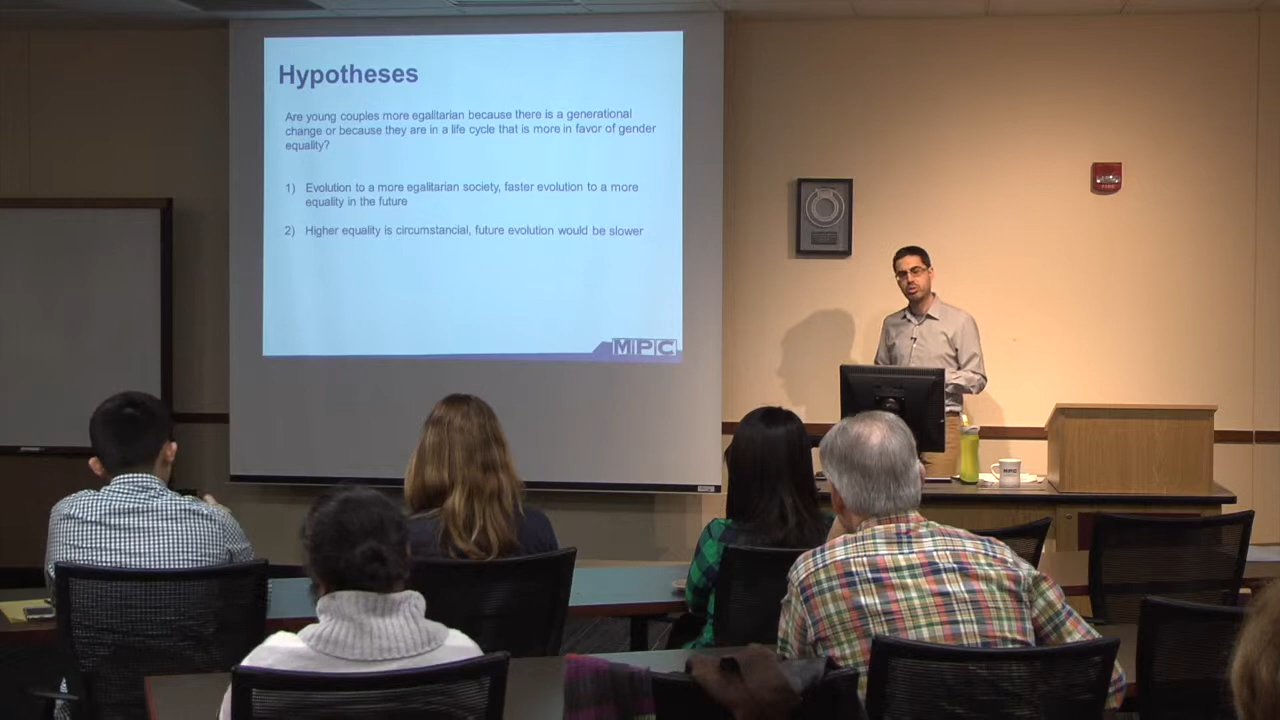 Hypotheses
Are young couples more egalitarian because there is a generational
change or because they are in a life cycle that is more in favor of gender
equality?
1) Evolution to a more egalitarian society, faster evolution to a more
equality in the future
2) Higher equality is circumstancial, future evolution would be slower
MPC
FIRE
MPC